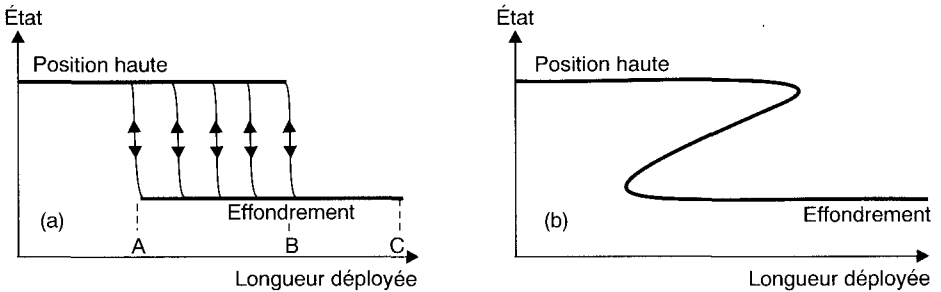 État
Position haute
(a)
Effondrement
A
B
C
Longueur déployée
État
Position haute
(b)
Effondrement
Longueur déployée